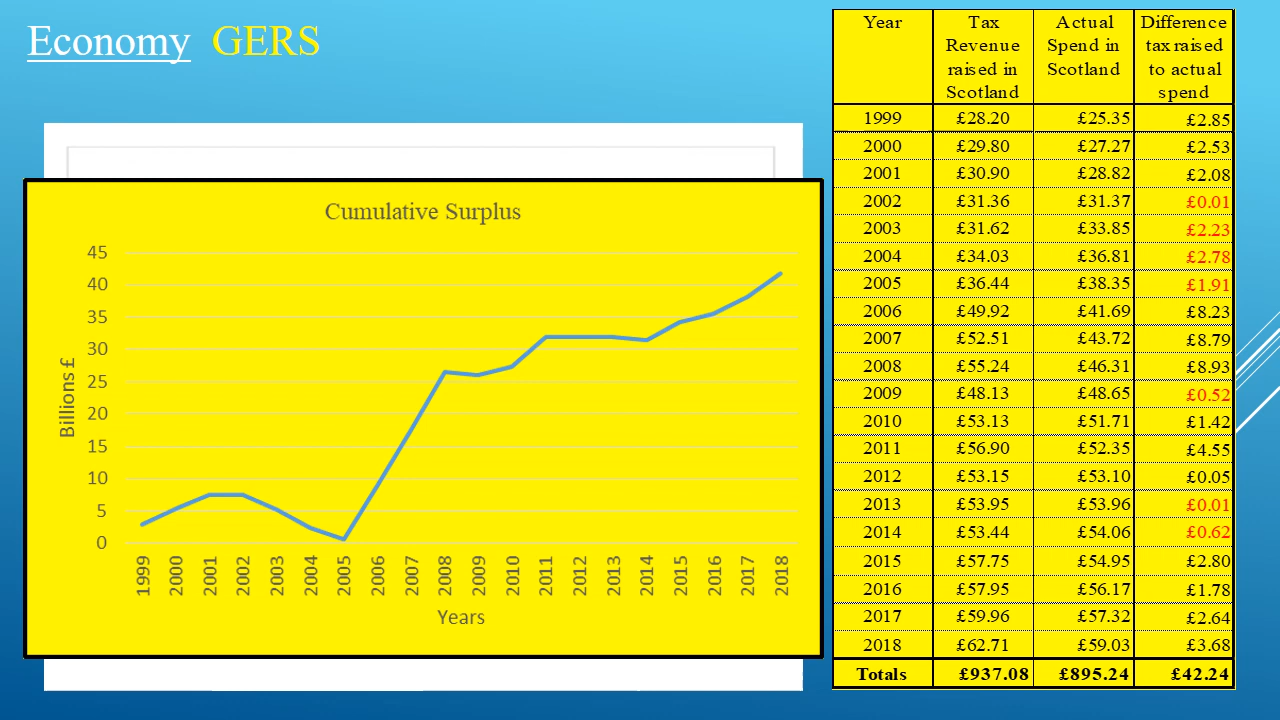 Economy GERS
Cumulative Surplus
Billions £
45
40
35
30
25
20
15
10
5
0
1999 2000 2001 2002 2003 2004 2005 2006 2007 2008 2009 2010 2011 2012 2013 2014 2015 2016 2017 2018
Years
Year Tax Actual Difference
Revenue Spend in tax raised
raised in Scotland to actual
Scotland spend
1999 £28.20 £25.35 £2.85
2000 £29.80 £27.27 £2.53
2001 £30.90 £28.82 £2.08
2002 £31.36 £31.37 £0.01
2003 £31.62 £33.85 £2.23
2004 £34.03 £36.81 £2.78
2005 £36.44 £38.35 £1.91
2006 £49.92 £41.69 £8.23
2007 £52.51 £43.72 £8.79
2008 £55.24 £46.31 £8.93
2009 £48.13 £48.65 £0.52
2010 £53.13 £51.71 £1.42
2011 £56.90 £52.35 £4.55
2012 £53.15 £53.10 £0.05
2013 £53.95 £53.96 £0.01
2014 £53.44 £54.06 £0.62
2015 £57.75 £54.95 £2.80
2016 £57.95 £56.17 £1.78
2017 £59.96 £57.32 £2.64
2018 £62.71 £59.03 £3.68
Totals £937.08 £895.24 £42.24